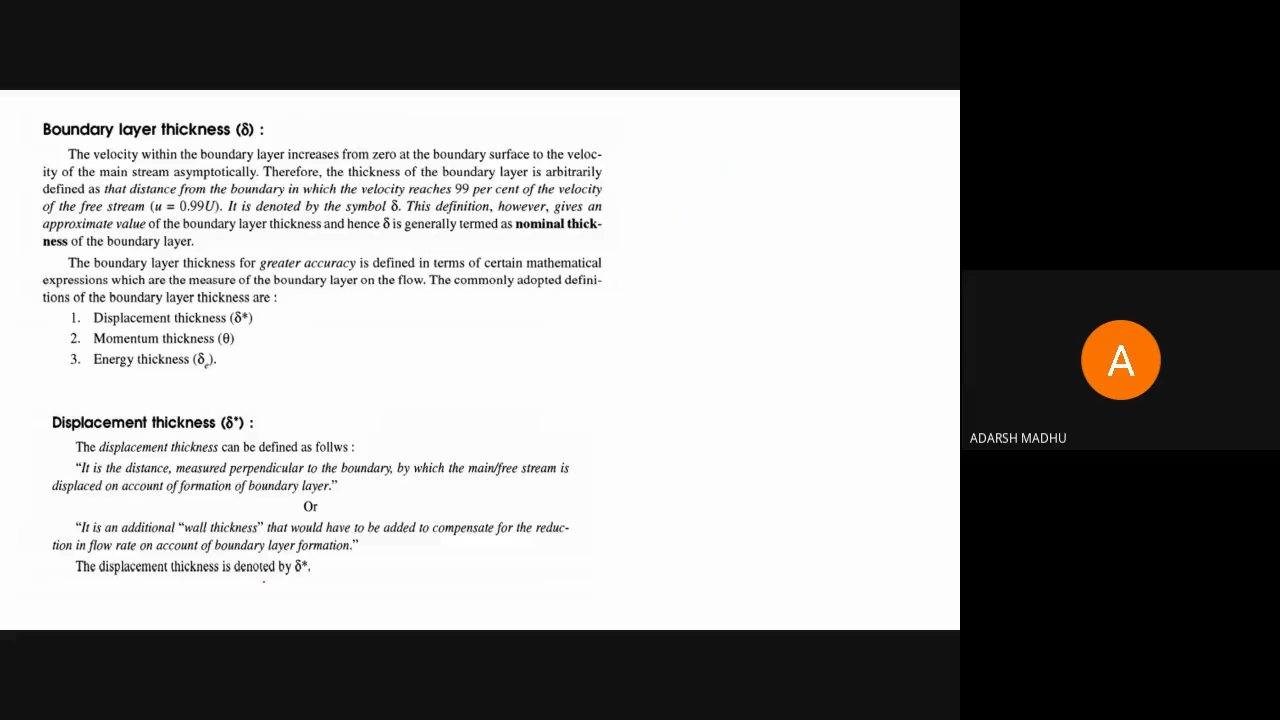 Boundary layer thickness (δ) :
The velocity within the boundary layer increases from zero at the boundary surface to the veloc-
ity of the main stream asymptotically. Therefore, the thickness of the boundary layer is arbitrarily
defined as that distance from the boundary in which the velocity reaches 99 per cent of the velocity
of the free stream (u = 0.99U). It is denoted by the symbol δ. This definition, however, gives an
approximate value of the boundary layer thickness and hence δ is generally termed as nominal thick-
ness of the boundary layer.
The boundary layer thickness for greater accuracy is defined in terms of certain mathematical
expressions which are the measure of the boundary layer on the flow. The commonly adopted defini-
tions of the boundary layer thickness are :
1. Displacement thickness (δ*)
2. Momentum thickness (θ)
3. Energy thickness (δe).
Displacement thickness (δ*) :
The displacement thickness can be defined as follws :
“It is the distance, measured perpendicular to the boundary, by which the main/free stream is
displaced on account of formation of boundary layer.”
Or
“It is an additional “wall thickness” that would have to be added to compensate for the reduc-
tion in flow rate on account of boundary layer formation.”
The displacement thickness is denoted by δ*.
A
ADARSH MADHU